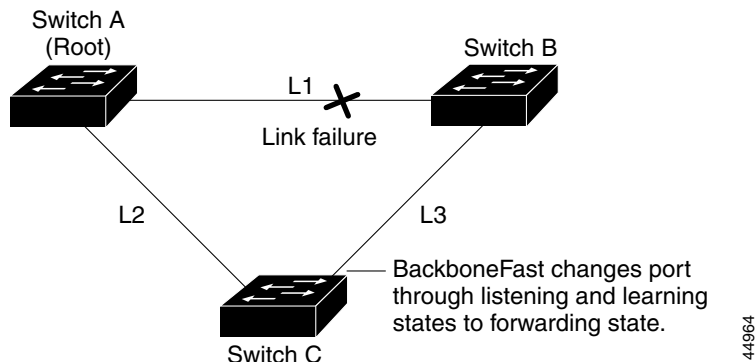 Switch A
(Root)
Switch B
L1
Link failure
L2
L3
BackboneFast changes port
through listening and learning
states to forwarding state.
Switch C
44964